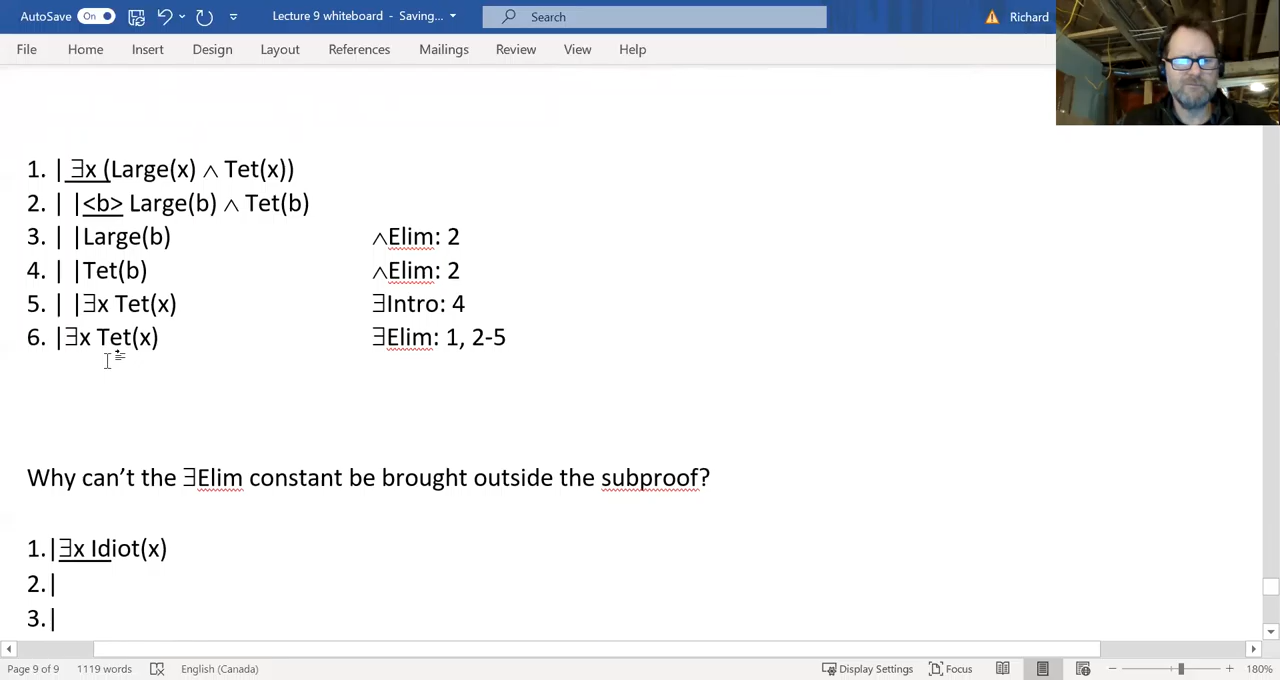 AutoSave On Lecture 9 whiteboard - Saving... Search Richard
File Home Insert Design Layout References Mailings Review View Help
1. | ∃x (Large(x) ∧ Tet(x))
2. | |<b> Large(b) ∧ Tet(b)
3. | |Large(b) ∧Elim: 2
4. | |Tet(b) ∧Elim: 2
5. | |∃x Tet(x) ∃Intro: 4
6. |∃x Tet(x) ∃Elim: 1, 2-5
Why can't the ∃Elim constant be brought outside the subproof?
1.|∃x Idiot(x)
2.|
3.|
Page 9 of 9 1119 words English (Canada) Display Settings Focus 180%